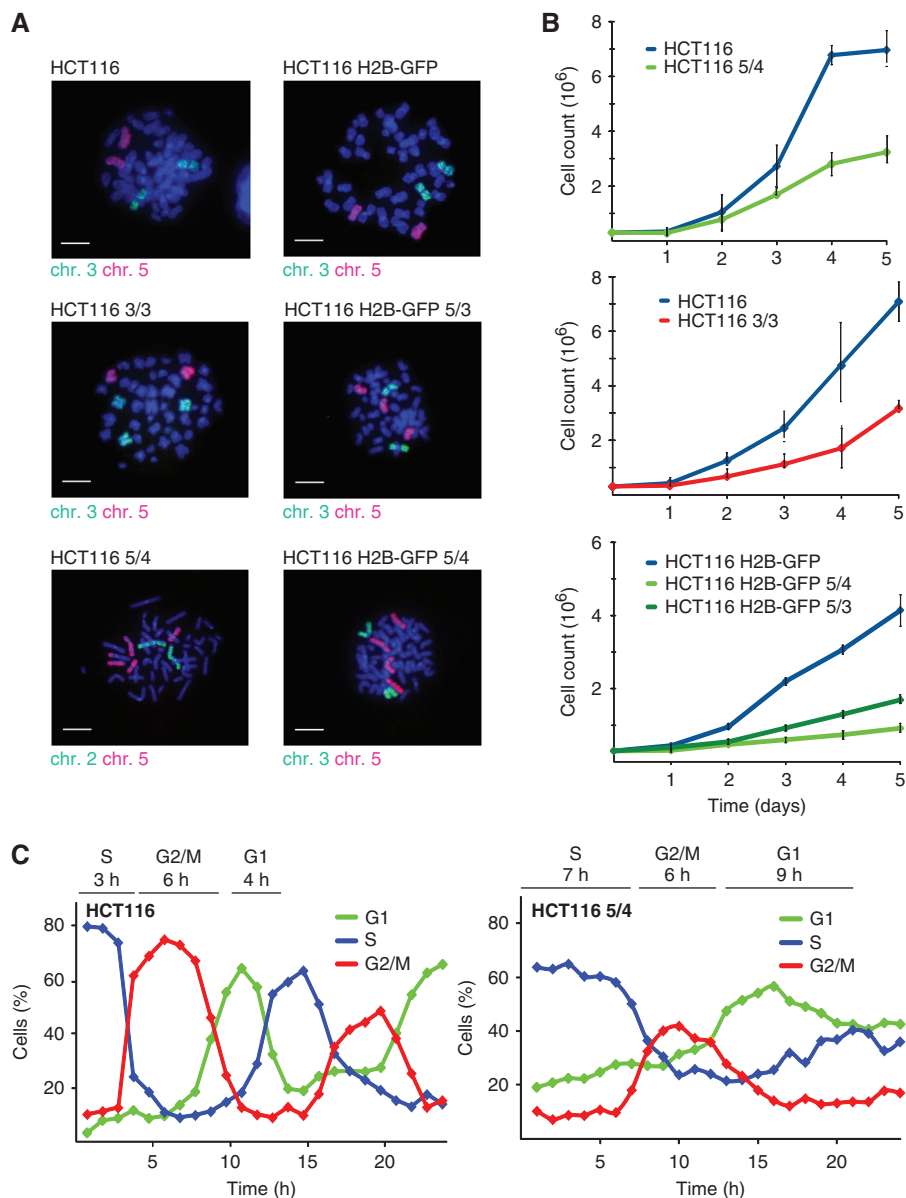 A
HCT116
HCT116 H2B-GFP
chr. 3 chr. 5
chr. 3 chr. 5
HCT116 3/3
HCT116 H2B-GFP 5/3
chr. 3 chr. 5
chr. 3 chr. 5
HCT116 5/4
HCT116 H2B-GFP 5/4
chr. 2 chr. 5
chr. 3 chr. 5
B
8
6
4
2
Cell count (10⁶)
HCT116
HCT116 5/4
1 2 3 4 5
8
6
4
2
Cell count (10⁶)
HCT116
HCT116 3/3
1 2 3 4 5
6
4
2
Cell count (10⁶)
HCT116 H2B-GFP
HCT116 H2B-GFP 5/4
HCT116 H2B-GFP 5/3
1 2 3 4 5
Time (days)
C
S G2/M G1
3 h 6 h 4 h
HCT116
G1
S
G2/M
80
60
40
20
Cells (%)
5 10 15 20
Time (h)
S G2/M G1
7 h 6 h 9 h
HCT116 5/4
G1
S
G2/M
80
60
40
20
Cells (%)
5 10 15 20
Time (h)